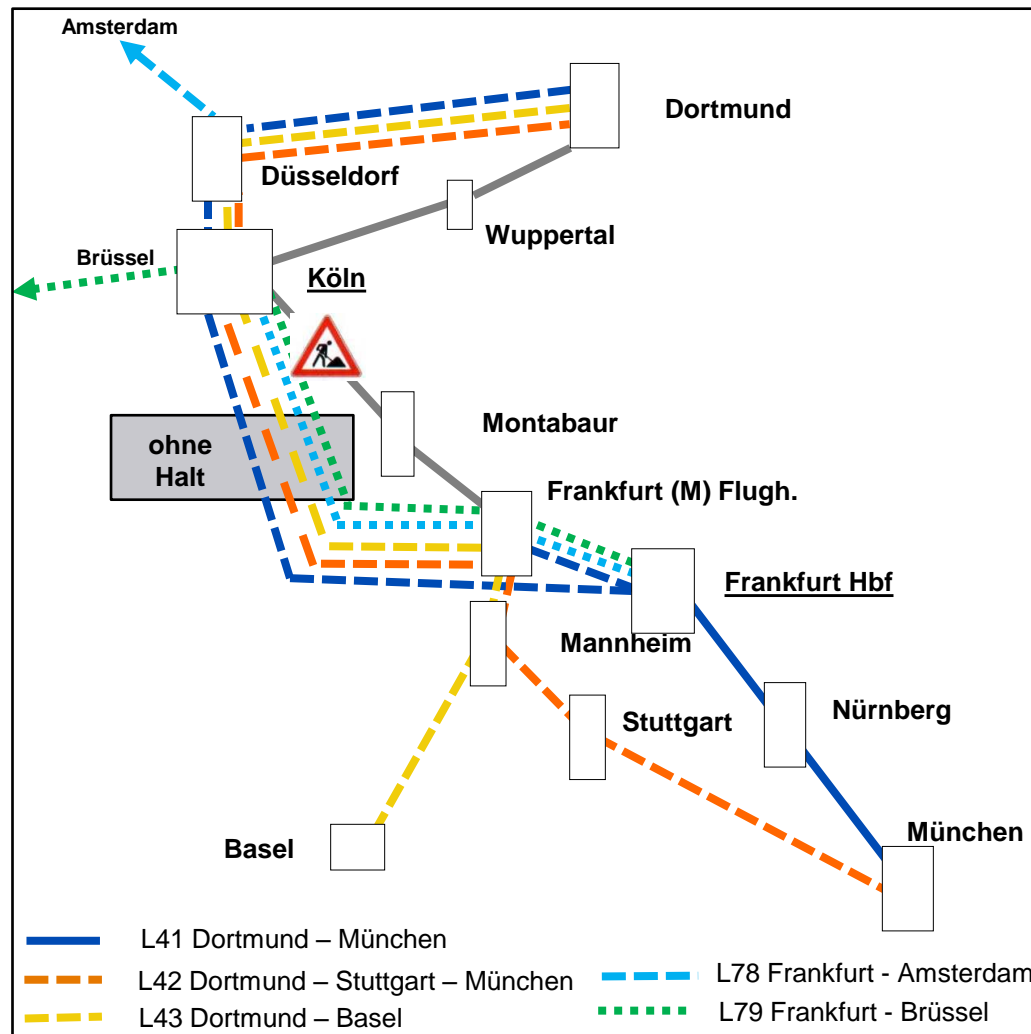 Amsterdam
Dortmund
Düsseldorf
Wuppertal
Brüssel
Köln
Montabaur
ohne
Halt
Frankfurt (M) Flugh.
Frankfurt Hbf
Mannheim
Nürnberg
Stuttgart
Basel
München
L41 Dortmund – München
L42 Dortmund – Stuttgart – München
L43 Dortmund – Basel
L78 Frankfurt - Amsterdam
L79 Frankfurt - Brüssel